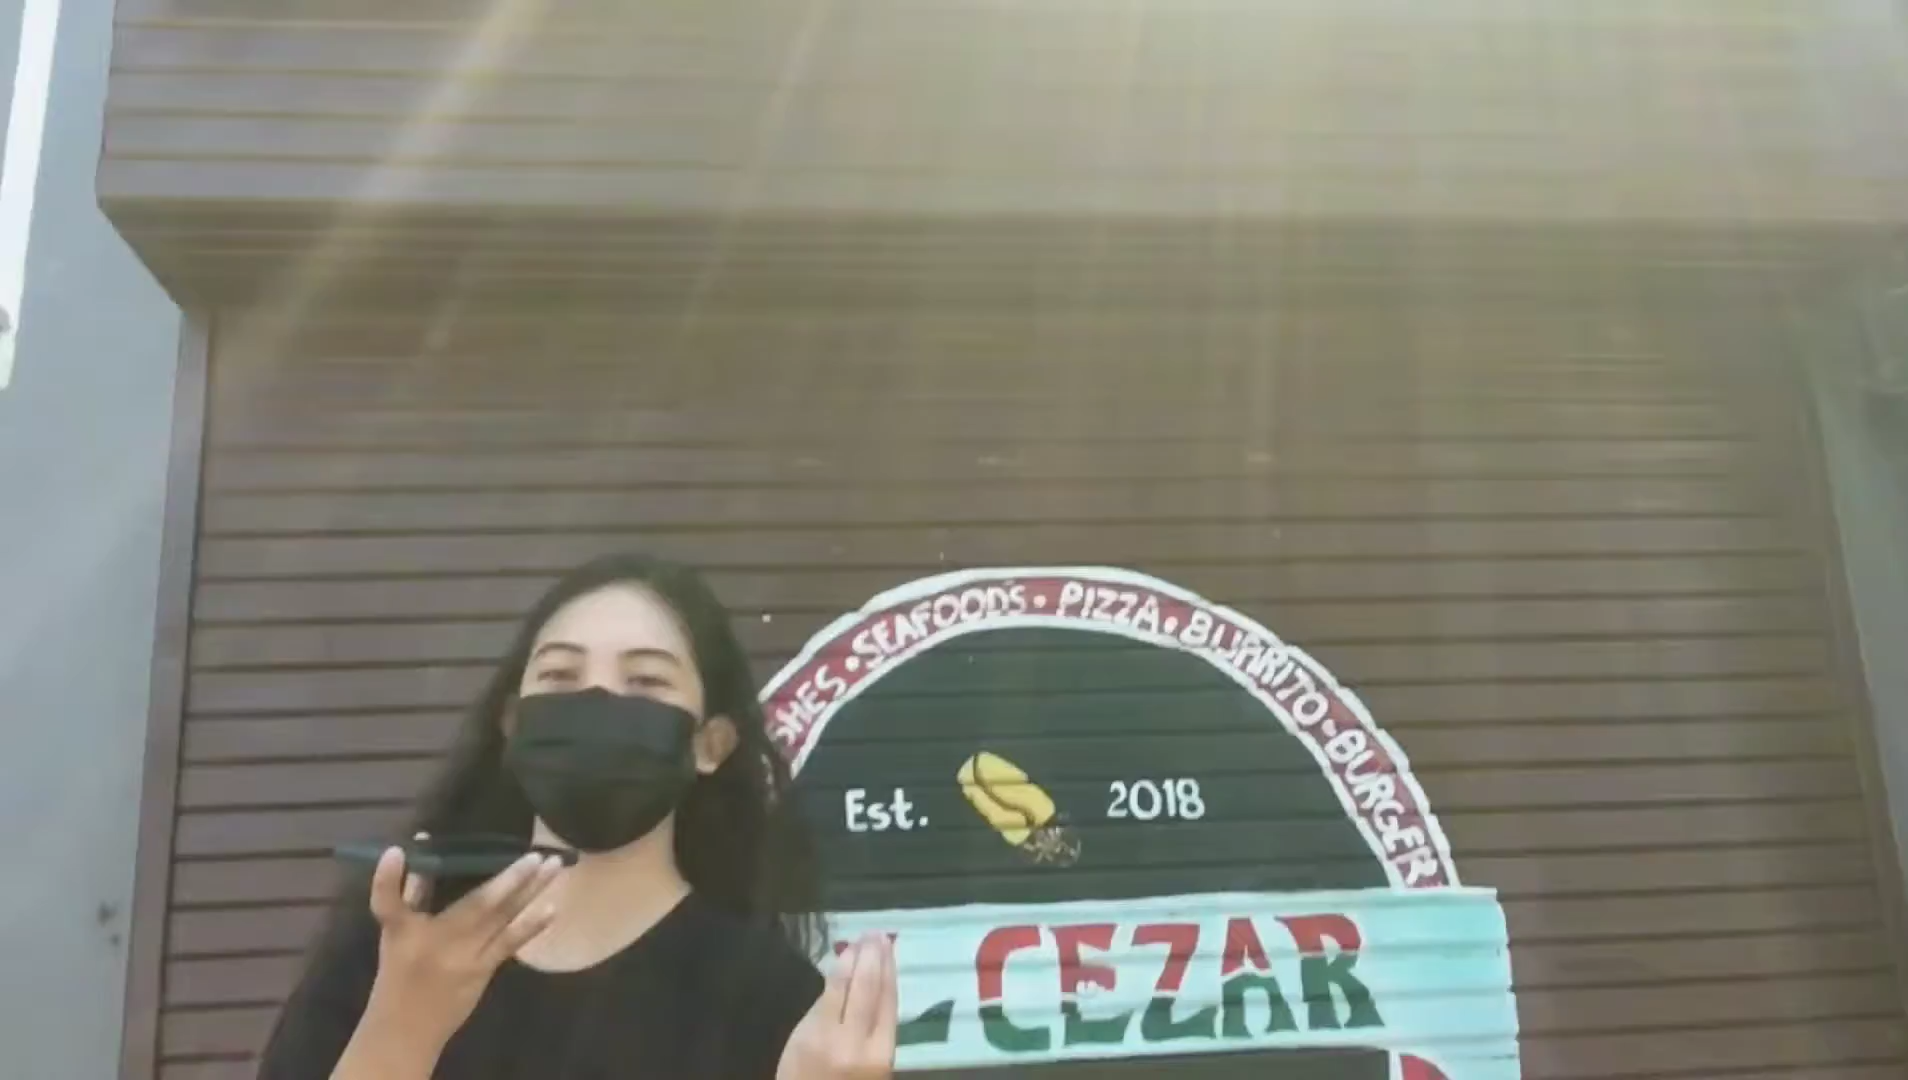 SEAFOODS • PIZZA • BURRITO • BURGER
Est. 2018
CEZAR